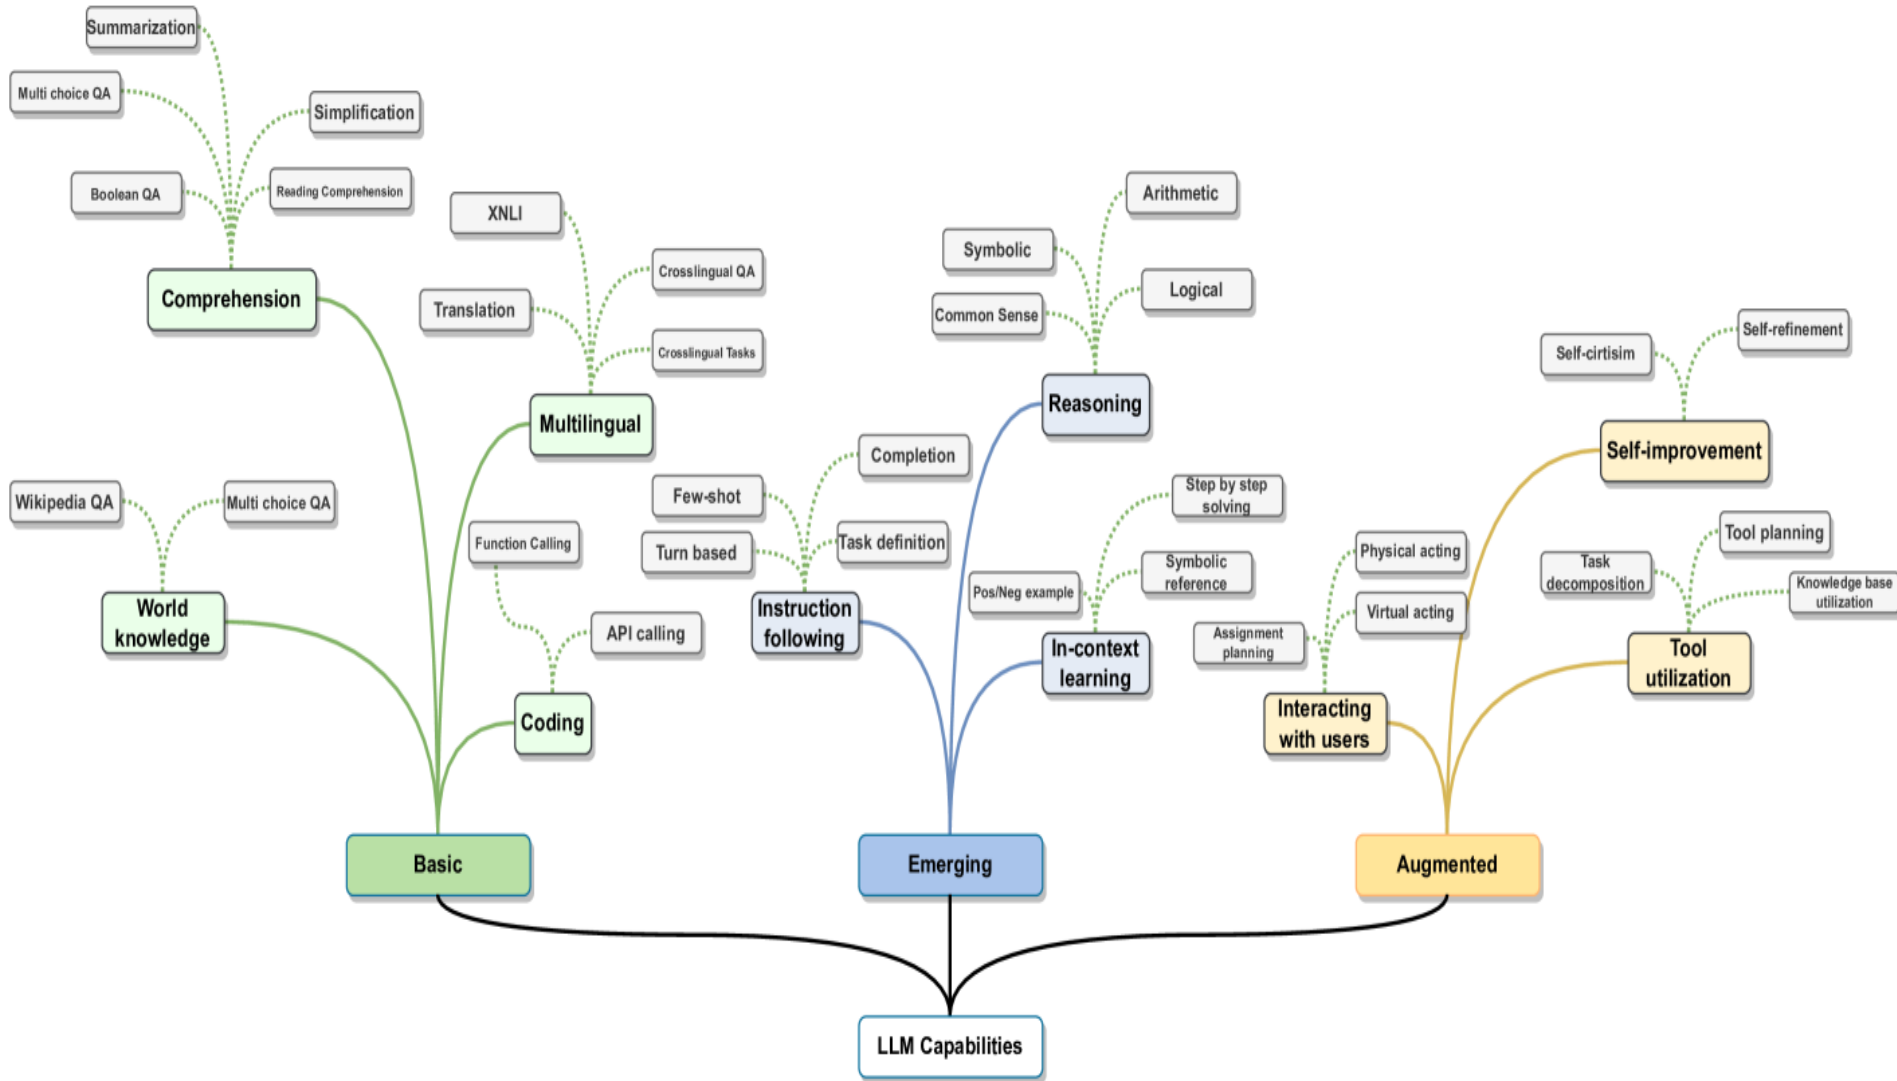 Summarization
Multi choice QA
Simplification
Boolean QA
Reading Comprehension
Comprehension
XNLI
Crosslingual QA
Translation
Crosslingual Tasks
Multilingual
Wikipedia QA
Multi choice QA
World
knowledge
Function Calling
API calling
Coding
Basic
Arithmetic
Symbolic
Logical
Common Sense
Reasoning
Completion
Few-shot
Turn based
Task definition
Instruction
following
Step by step
solving
Symbolic
reference
Pos/Neg example
In-context
learning
Emerging
Self-refinement
Self-cirtisim
Self-improvement
Physical acting
Virtual acting
Assignment
planning
Interacting
with users
Tool planning
Task
decomposition
Knowledge base
utilization
Tool
utilization
Augmented
LLM Capabilities